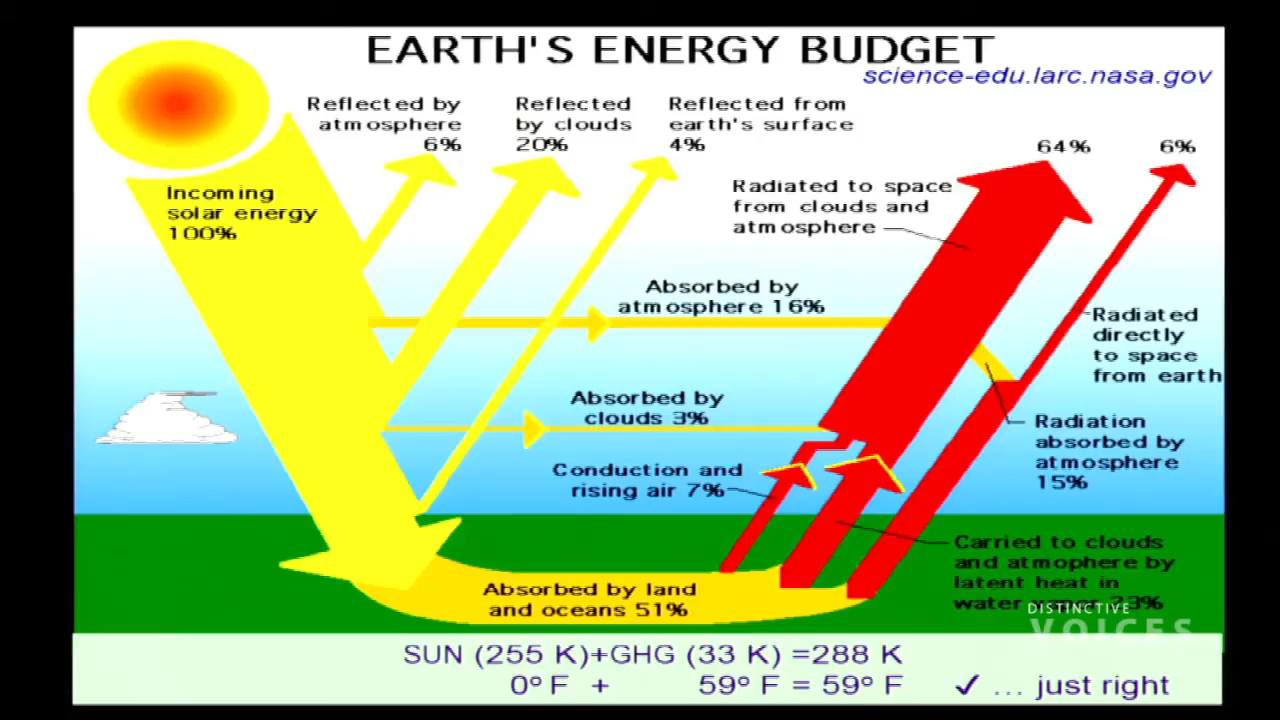 EARTH'S ENERGY BUDGET
science-edu.larc.nasa.gov
Reflected by
atmosphere
6%
Reflected
by clouds
20%
Reflected from
earth's surface
4%
64%
6%
Incoming
solar energy
100%
Radiated to space
from clouds and
atmosphere
Absorbed by
atmosphere 16%
Radiated
directly
to space
from earth
Absorbed by
clouds 3%
Radiation
absorbed by
atmosphere
15%
Conduction and
rising air 7%
Carried to clouds
and atmophere by
latent heat in
water vapor 23%
Absorbed by land
and oceans 51%
DISTINCTIVE
VOICES
SUN (255 K)+GHG (33 K) =288 K
0° F + 59° F = 59° F ✓ ... just right